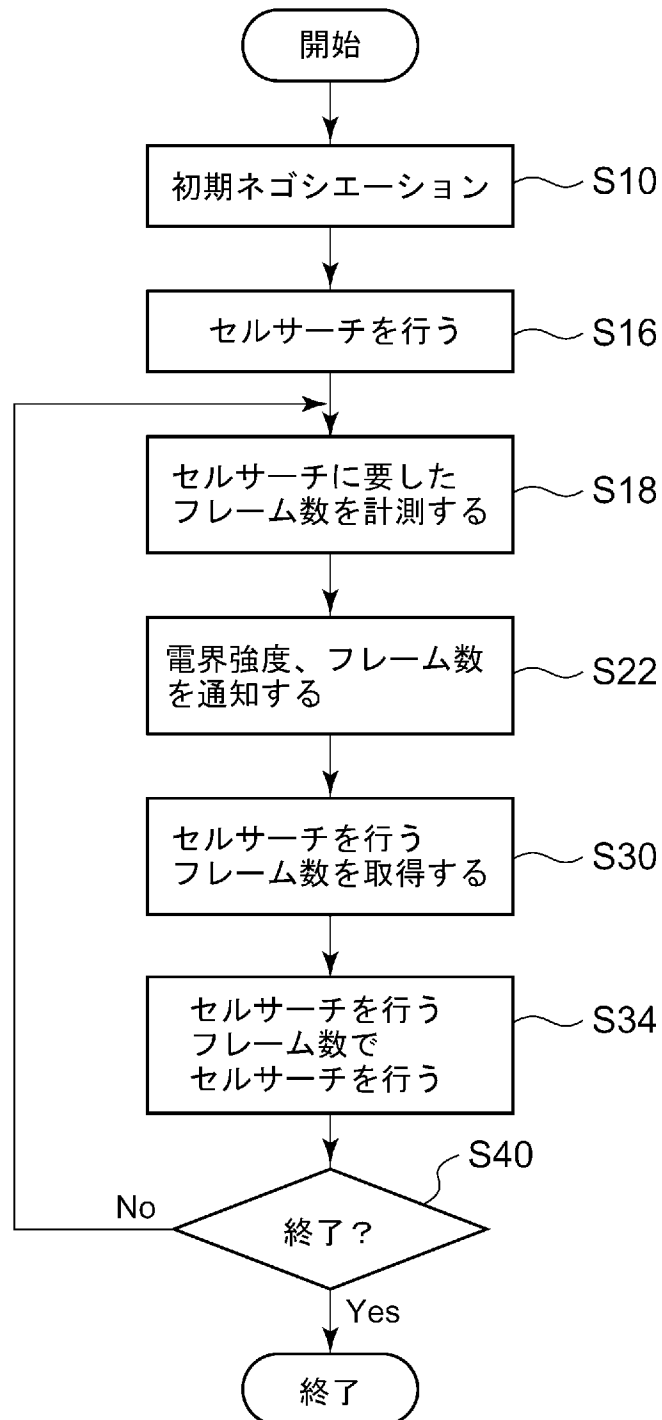 開始
初期ネゴシエーション
S10
セルサーチを行う
S16
セルサーチに要した
フレーム数を計測する
S18
電界強度、フレーム数
を通知する
S22
セルサーチを行う
フレーム数を取得する
S30
セルサーチを行う
フレーム数で
セルサーチを行う
S34
S40
終了？
No
Yes
終了